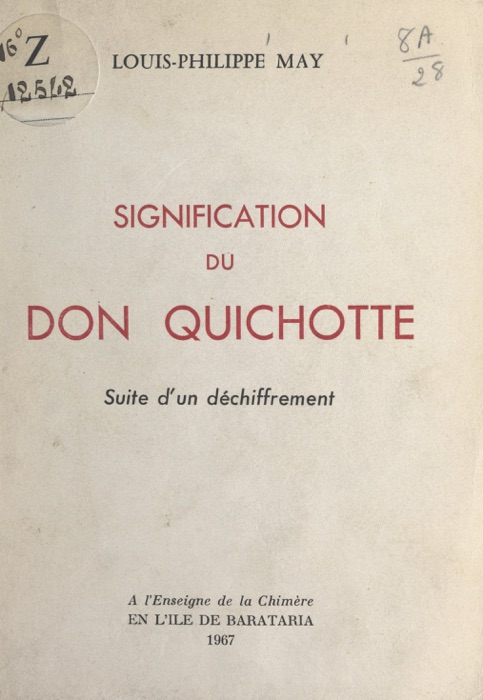 16° Z
12542
LOUIS-PHILIPPE MAY
8A
28
SIGNIFICATION
DU
DON QUICHOTTE
Suite d'un déchiffrement
A l'Enseigne de la Chimère
EN L'ILE DE BARATARIA
1967